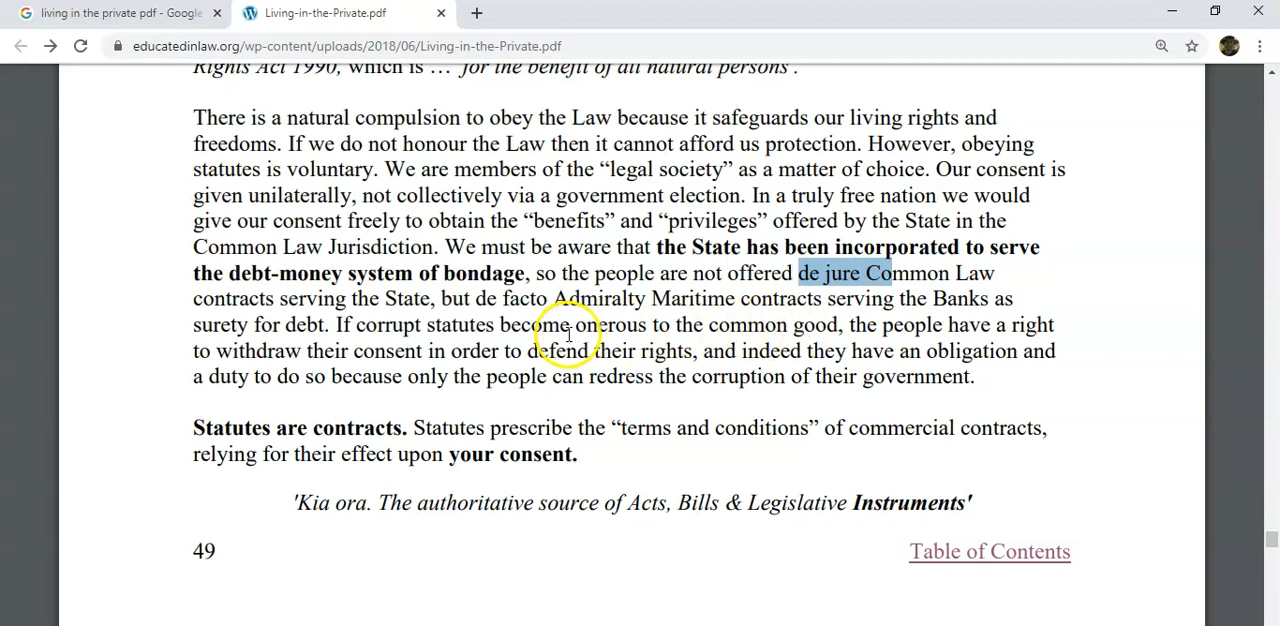 living in the private pdf - Google
Living-in-the-Private.pdf
educatedinlaw.org/wp-content/uploads/2018/06/Living-in-the-Private.pdf
Rights Act 1990, which is … for the benefit of all natural persons'.
There is a natural compulsion to obey the Law because it safeguards our living rights and
freedoms. If we do not honour the Law then it cannot afford us protection. However, obeying
statutes is voluntary. We are members of the “legal society” as a matter of choice. Our consent is
given unilaterally, not collectively via a government election. In a truly free nation we would
give our consent freely to obtain the “benefits” and “privileges” offered by the State in the
Common Law Jurisdiction. We must be aware that the State has been incorporated to serve
the debt-money system of bondage, so the people are not offered de jure Common Law
contracts serving the State, but de facto Admiralty Maritime contracts serving the Banks as
surety for debt. If corrupt statutes become onerous to the common good, the people have a right
to withdraw their consent in order to defend their rights, and indeed they have an obligation and
a duty to do so because only the people can redress the corruption of their government.
Statutes are contracts. Statutes prescribe the “terms and conditions” of commercial contracts,
relying for their effect upon your consent.
'Kia ora. The authoritative source of Acts, Bills & Legislative Instruments'
49
Table of Contents